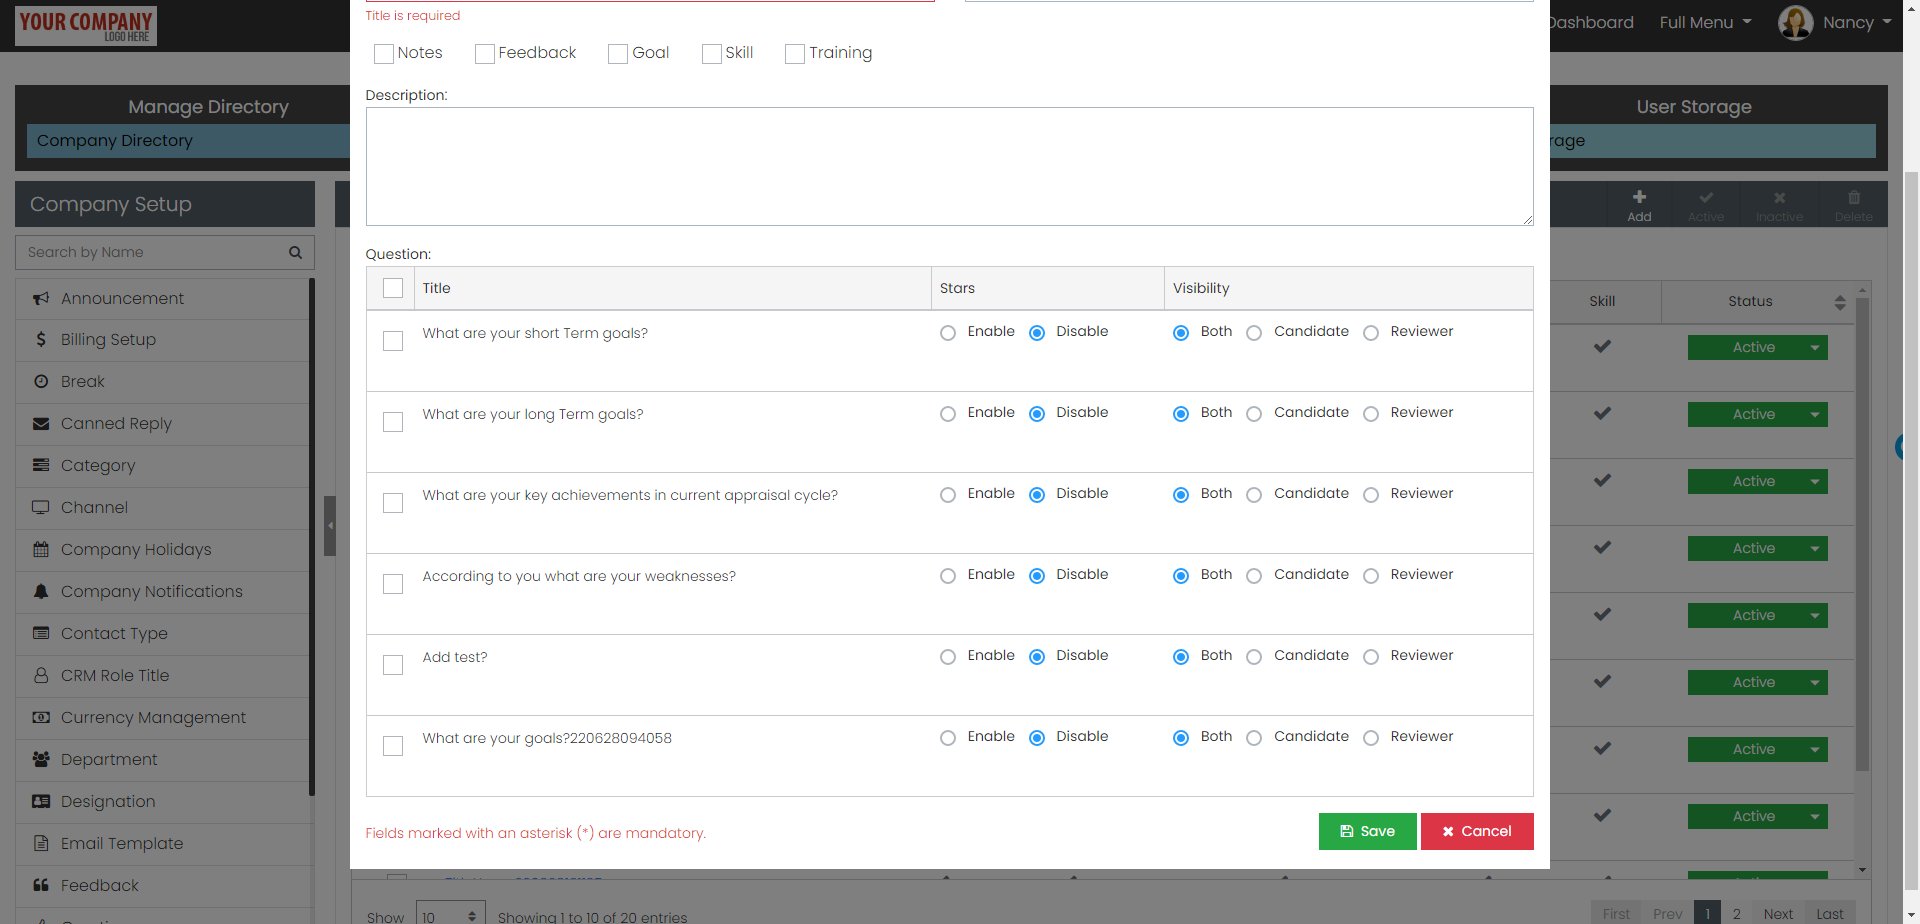 YOUR COMPANY
LOGO HERE
Dashboard
Full Menu
Nancy
Manage Directory
Company Directory
User Storage
rage
Company Setup
Search by Name
Announcement
Billing Setup
Break
Canned Reply
Category
Channel
Company Holidays
Company Notifications
Contact Type
CRM Role Title
Currency Management
Department
Designation
Email Template
Feedback
Title is required
Notes
Feedback
Goal
Skill
Training
Description:
Question:
Title Stars Visibility
What are your short Term goals? Enable Disable Both Candidate Reviewer
What are your long Term goals? Enable Disable Both Candidate Reviewer
What are your key achievements in current appraisal cycle? Enable Disable Both Candidate Reviewer
According to you what are your weaknesses? Enable Disable Both Candidate Reviewer
Add test? Enable Disable Both Candidate Reviewer
What are your goals?220628094058 Enable Disable Both Candidate Reviewer
Fields marked with an asterisk (*) are mandatory.
Save
Cancel
Add
Active
Inactive
Delete
Skill Status
Active
Active
Active
Active
Active
Active
Active
Active
Show 10 Showing 1 to 10 of 20 entries
First Prev 1 2 Next Last